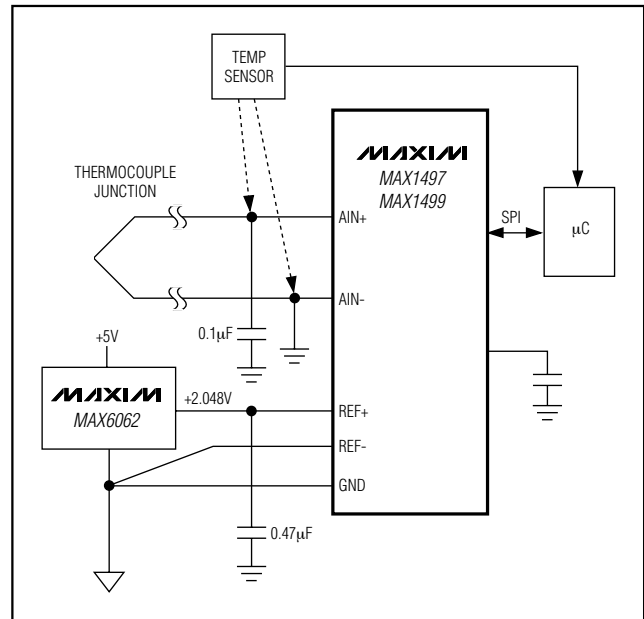 TEMP
SENSOR
MAXIM
MAX1497
MAX1499
THERMOCOUPLE
JUNCTION
AIN+
SPI
μC
AIN-
0.1μF
+5V
MAXIM
MAX6062
+2.048V
REF+
REF-
GND
0.47μF